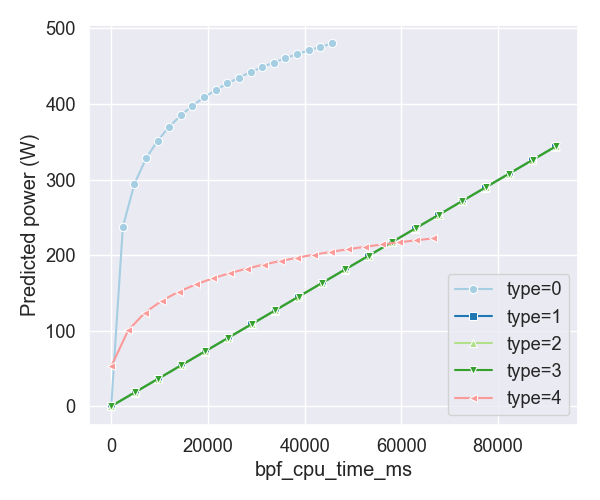 500
400
300
200
100
0
Predicted power (W)
type=0
type=1
type=2
type=3
type=4
0 20000 40000 60000 80000
bpf_cpu_time_ms